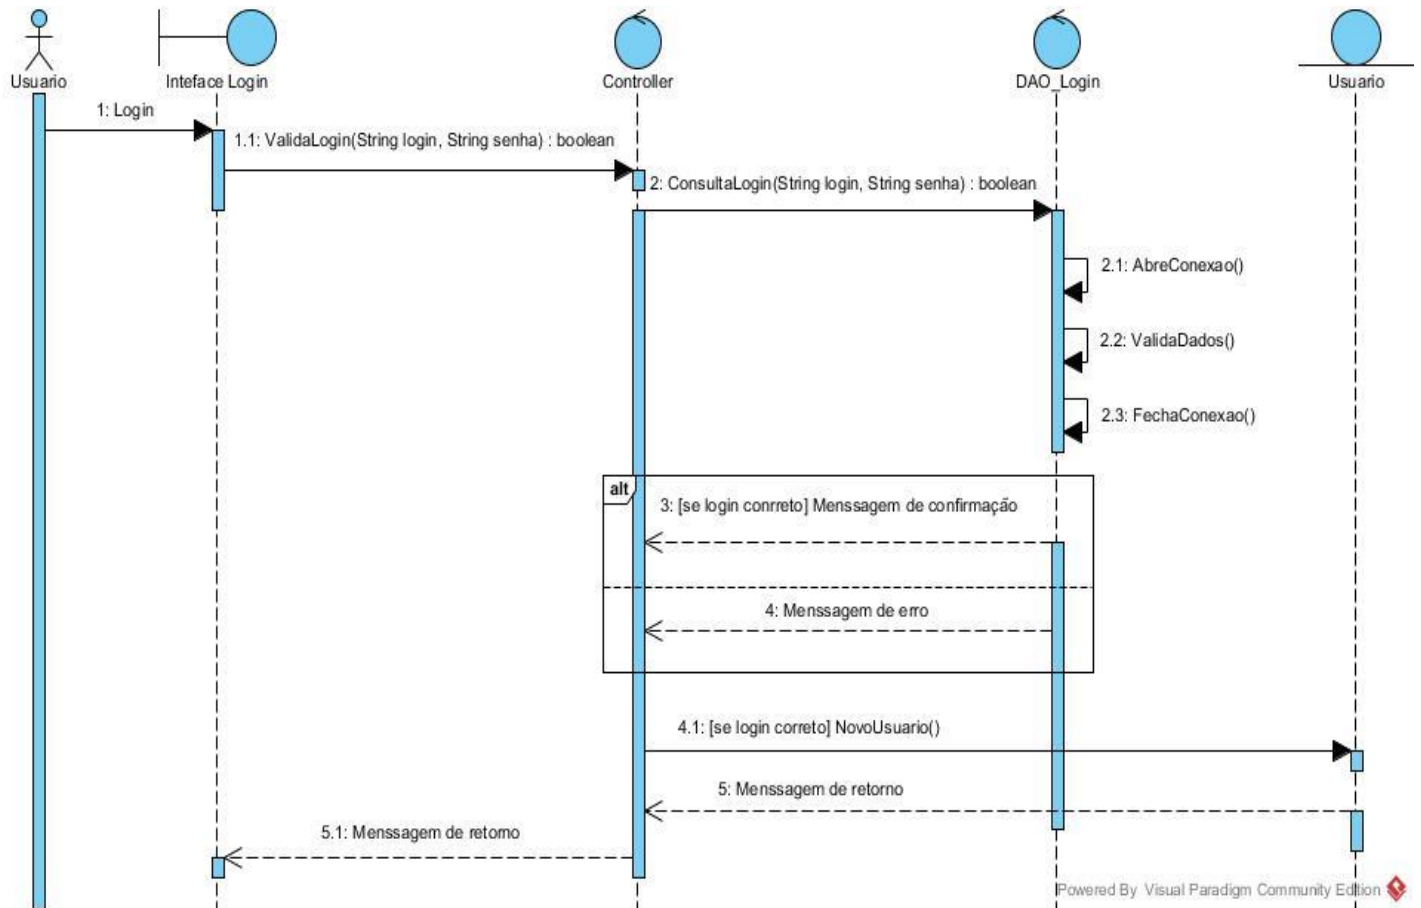 Usuario
Inteface Login
Controller
DAO_Login
Usuario
1: Login
1.1: ValidaLogin(String login, String senha) : boolean
2: ConsultaLogin(String login, String senha) : boolean
2.1: AbreConexao()
2.2: ValidaDados()
2.3: FechaConexao()
alt
3: [se login conrreto] Menssagem de confirmação
4: Menssagem de erro
4.1: [se login correto] NovoUsuario()
5: Menssagem de retorno
5.1: Menssagem de retorno
Powered By Visual Paradigm Community Edition